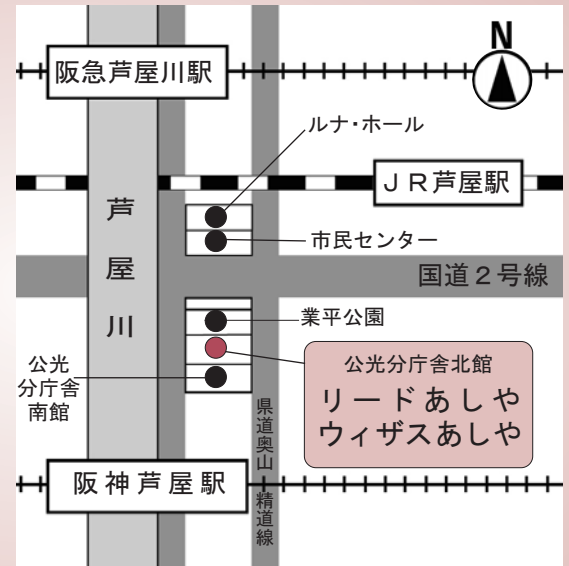 N
阪急芦屋川駅
ルナ・ホール
JR芦屋駅
芦屋川
市民センター
国道2号線
業平公園
公光
分庁舎
南館
公光分庁舎北館
リードあしや
ウィザスあしや
県道奥山精道線
阪神芦屋駅